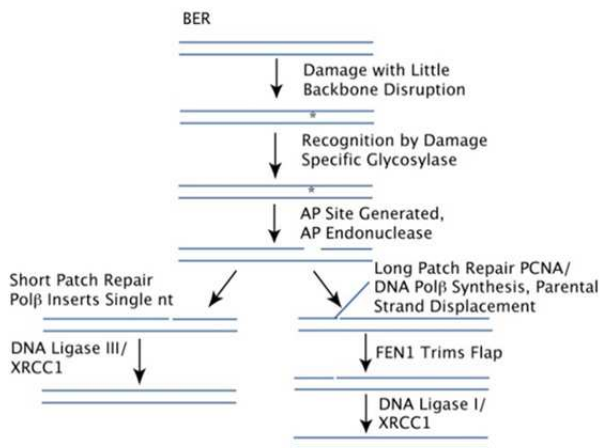 BER
Damage with Little
Backbone Disruption
*
Recognition by Damage
Specific Glycosylase
*
AP Site Generated,
AP Endonuclease
Short Patch Repair
Polβ Inserts Single nt
Long Patch Repair PCNA/
DNA Polβ Synthesis, Parental
Strand Displacement
DNA Ligase III/
XRCC1
FEN1 Trims Flap
DNA Ligase I/
XRCC1